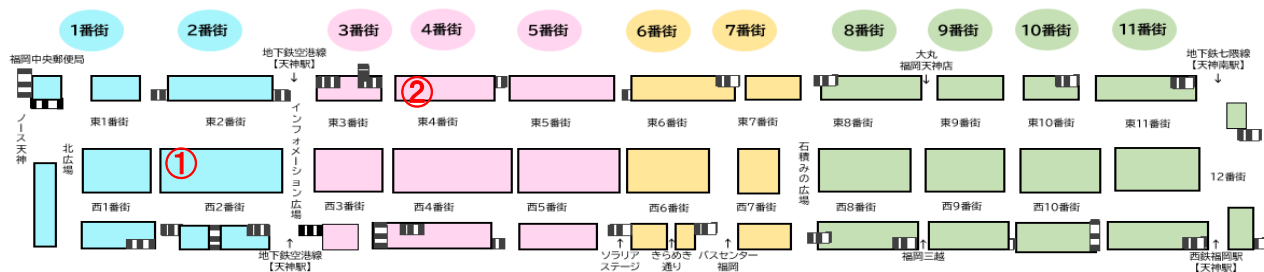 1番街
2番街
3番街
4番街
5番街
6番街
7番街
8番街
9番街
10番街
11番街
福岡中央郵便局
地下鉄空港線
【天神駅】
大丸
福岡天神店
地下鉄七隈線
【天神南駅】
②
東1番街
東2番街
東3番街
東4番街
東5番街
東6番街
東7番街
東8番街
東9番街
東10番街
東11番街
ノース天神
北広場
インフォメーション広場
石積みの広場
①
12番街
西1番街
西2番街
西3番街
西4番街
西5番街
西6番街
西7番街
西8番街
西9番街
西10番街
地下鉄空港線
【天神駅】
ソラリア
ステージ
きらめき
通り
バスセンター
福岡
福岡三越
西鉄福岡駅
【天神駅】